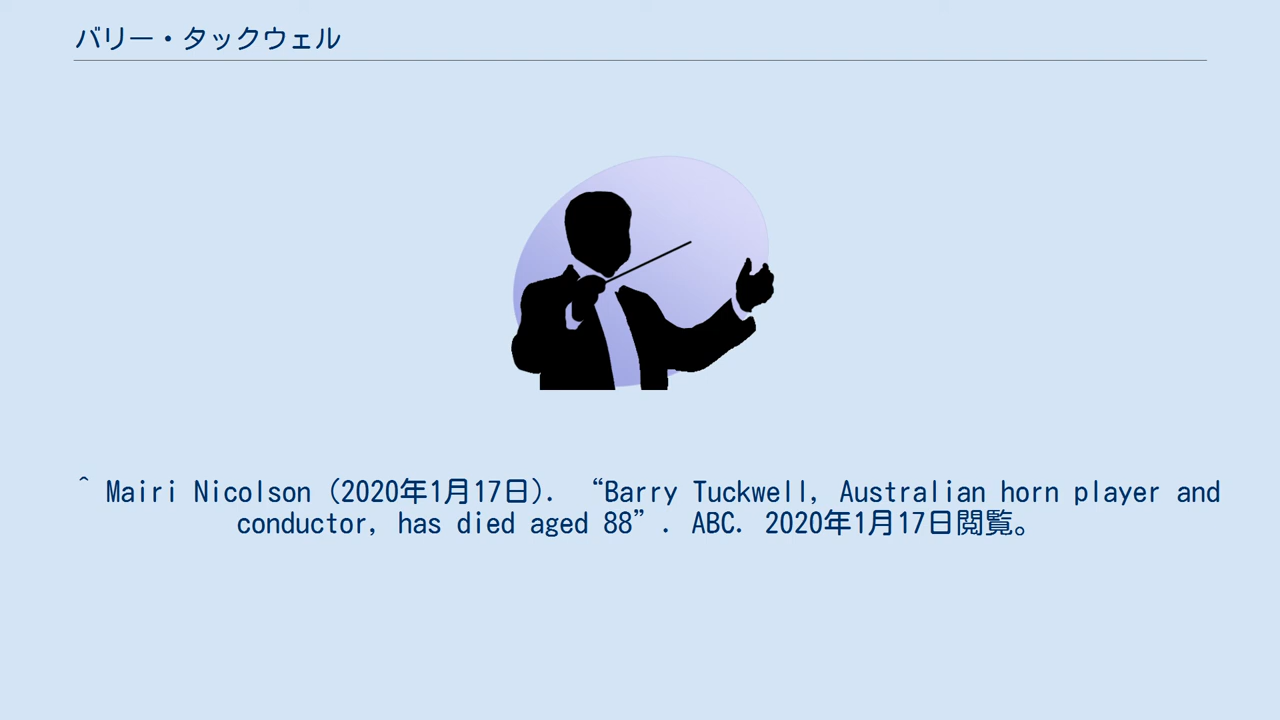 バリー・タックウェル
^ Mairi Nicolson (2020年1月17日). “Barry Tuckwell, Australian horn player and
conductor, has died aged 88”. ABC. 2020年1月17日閲覧。